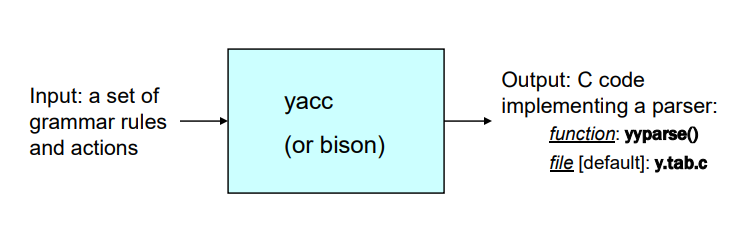 Input: a set of
grammar rules
and actions
yacc
(or bison)
Output: C code
implementing a parser:
function: yyparse()
file [default]: y.tab.c